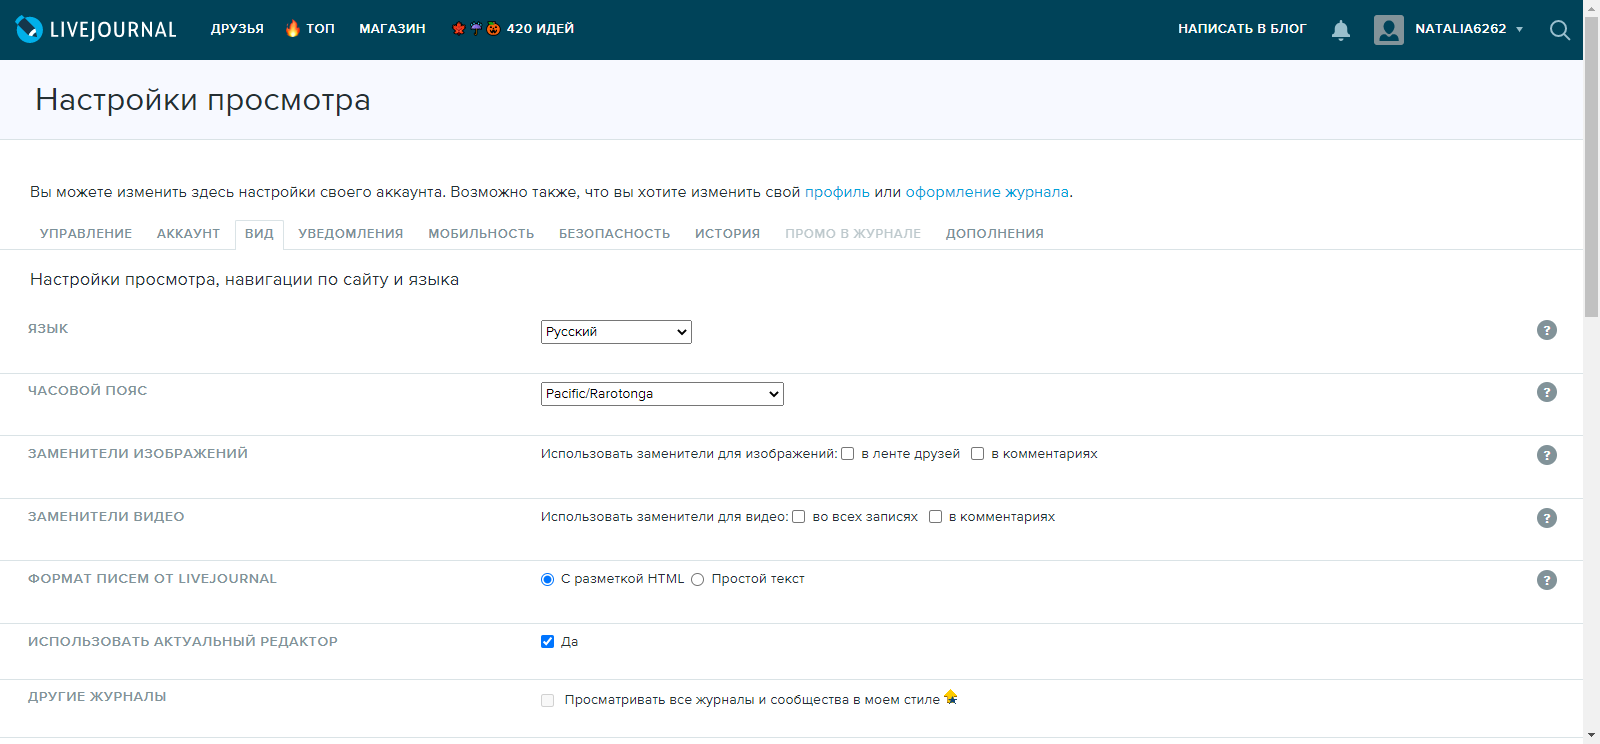 LIVEJOURNAL ДРУЗЬЯ ТОП МАГАЗИН 420 ИДЕЙ НАПИСАТЬ В БЛОГ NATALIA6262
Настройки просмотра
Вы можете изменить здесь настройки своего аккаунта. Возможно также, что вы хотите изменить свой профиль или оформление журнала.
УПРАВЛЕНИЕ АККАУНТ ВИД УВЕДОМЛЕНИЯ МОБИЛЬНОСТЬ БЕЗОПАСНОСТЬ ИСТОРИЯ ПРОМО В ЖУРНАЛЕ ДОПОЛНЕНИЯ
Настройки просмотра, навигации по сайту и языка
ЯЗЫК Русский ?
ЧАСОВОЙ ПОЯС Pacific/Rarotonga ?
ЗАМЕНИТЕЛИ ИЗОБРАЖЕНИЙ Использовать заменители для изображений: в ленте друзей в комментариях ?
ЗАМЕНИТЕЛИ ВИДЕО Использовать заменители для видео: во всех записях в комментариях ?
ФОРМАТ ПИСЕМ ОТ LIVEJOURNAL С разметкой HTML Простой текст ?
ИСПОЛЬЗОВАТЬ АКТУАЛЬНЫЙ РЕДАКТОР Да
ДРУГИЕ ЖУРНАЛЫ Просматривать все журналы и сообщества в моем стиле